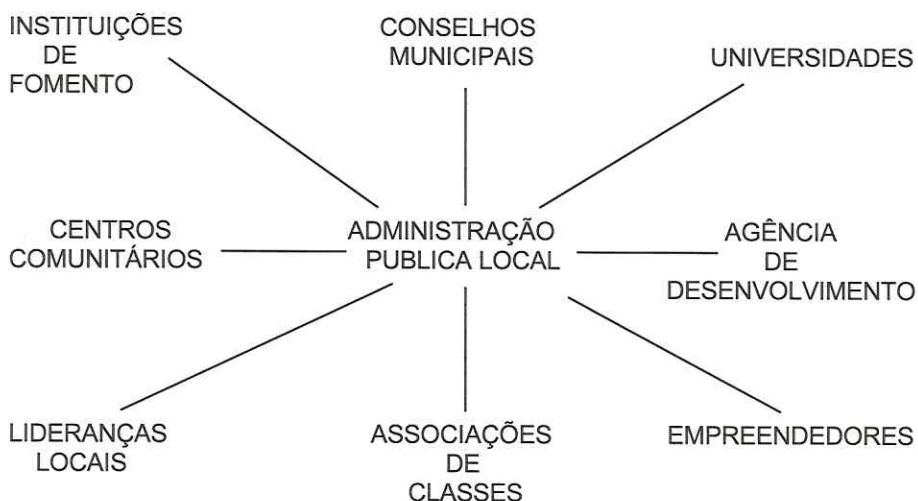 INSTITUIÇÕES
DE
FOMENTO
CONSELHOS
MUNICIPAIS
UNIVERSIDADES
CENTROS
COMUNITÁRIOS
ADMINISTRAÇÃO
PUBLICA LOCAL
AGÊNCIA
DE
DESENVOLVIMENTO
LIDERANÇAS
LOCAIS
ASSOCIAÇÕES
DE
CLASSES
EMPREENDEDORES